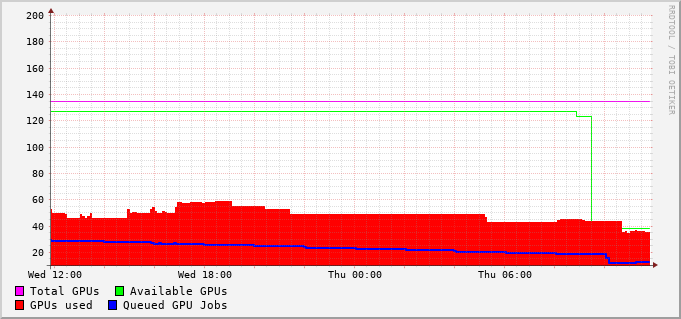 200
180
160
140
120
100
80
60
40
20
Wed 12:00 Wed 18:00 Thu 00:00 Thu 06:00
Total GPUs Available GPUs
GPUs used Queued GPU Jobs
RRDTOOL / TOBI OETIKER